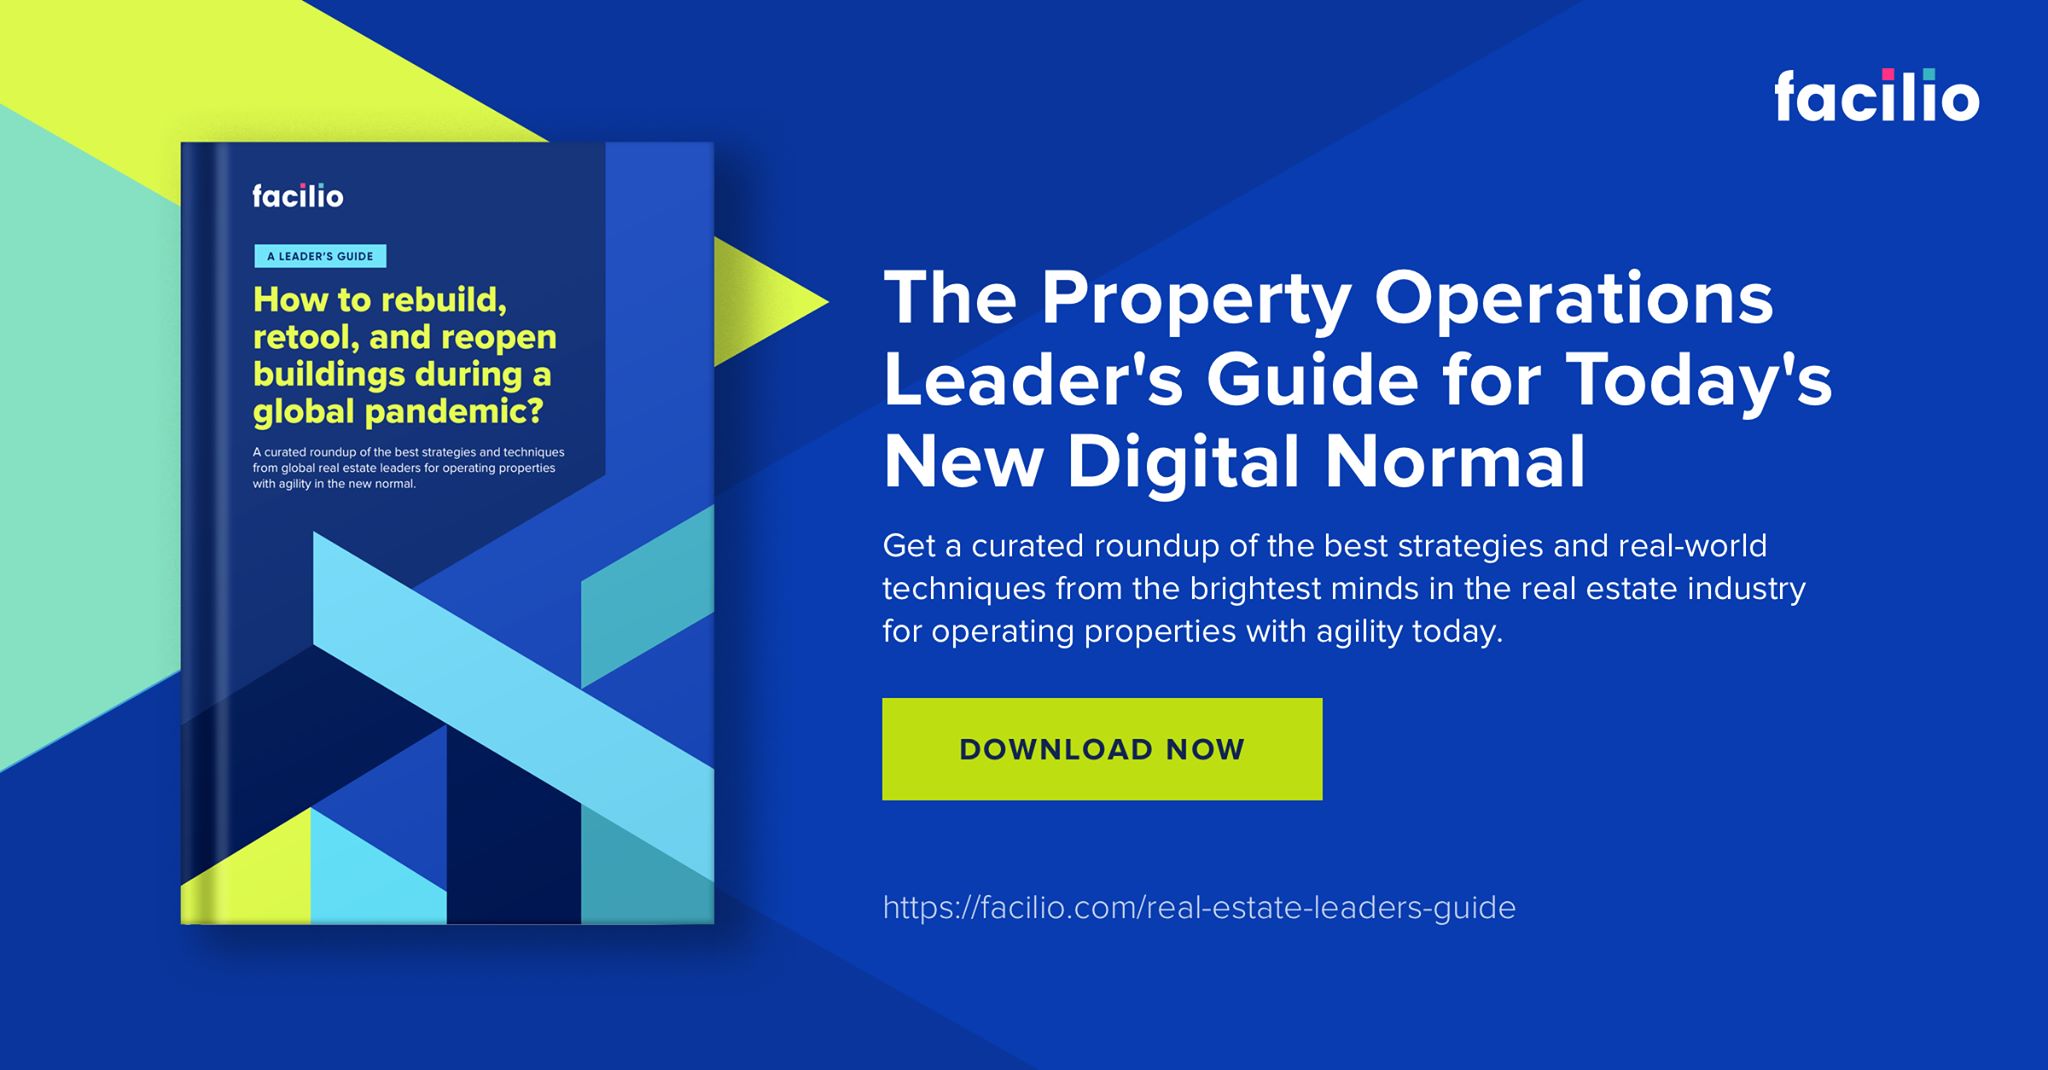 facilio
A LEADER'S GUIDE
How to rebuild,
retool, and reopen
buildings during a
global pandemic?
A curated roundup of the best strategies and techniques
from global real estate leaders for operating properties
with agility in the new normal.
facilio
The Property Operations
Leader's Guide for Today's
New Digital Normal
Get a curated roundup of the best strategies and real-world
techniques from the brightest minds in the real estate industry
for operating properties with agility today.
DOWNLOAD NOW
https://facilio.com/real-estate-leaders-guide